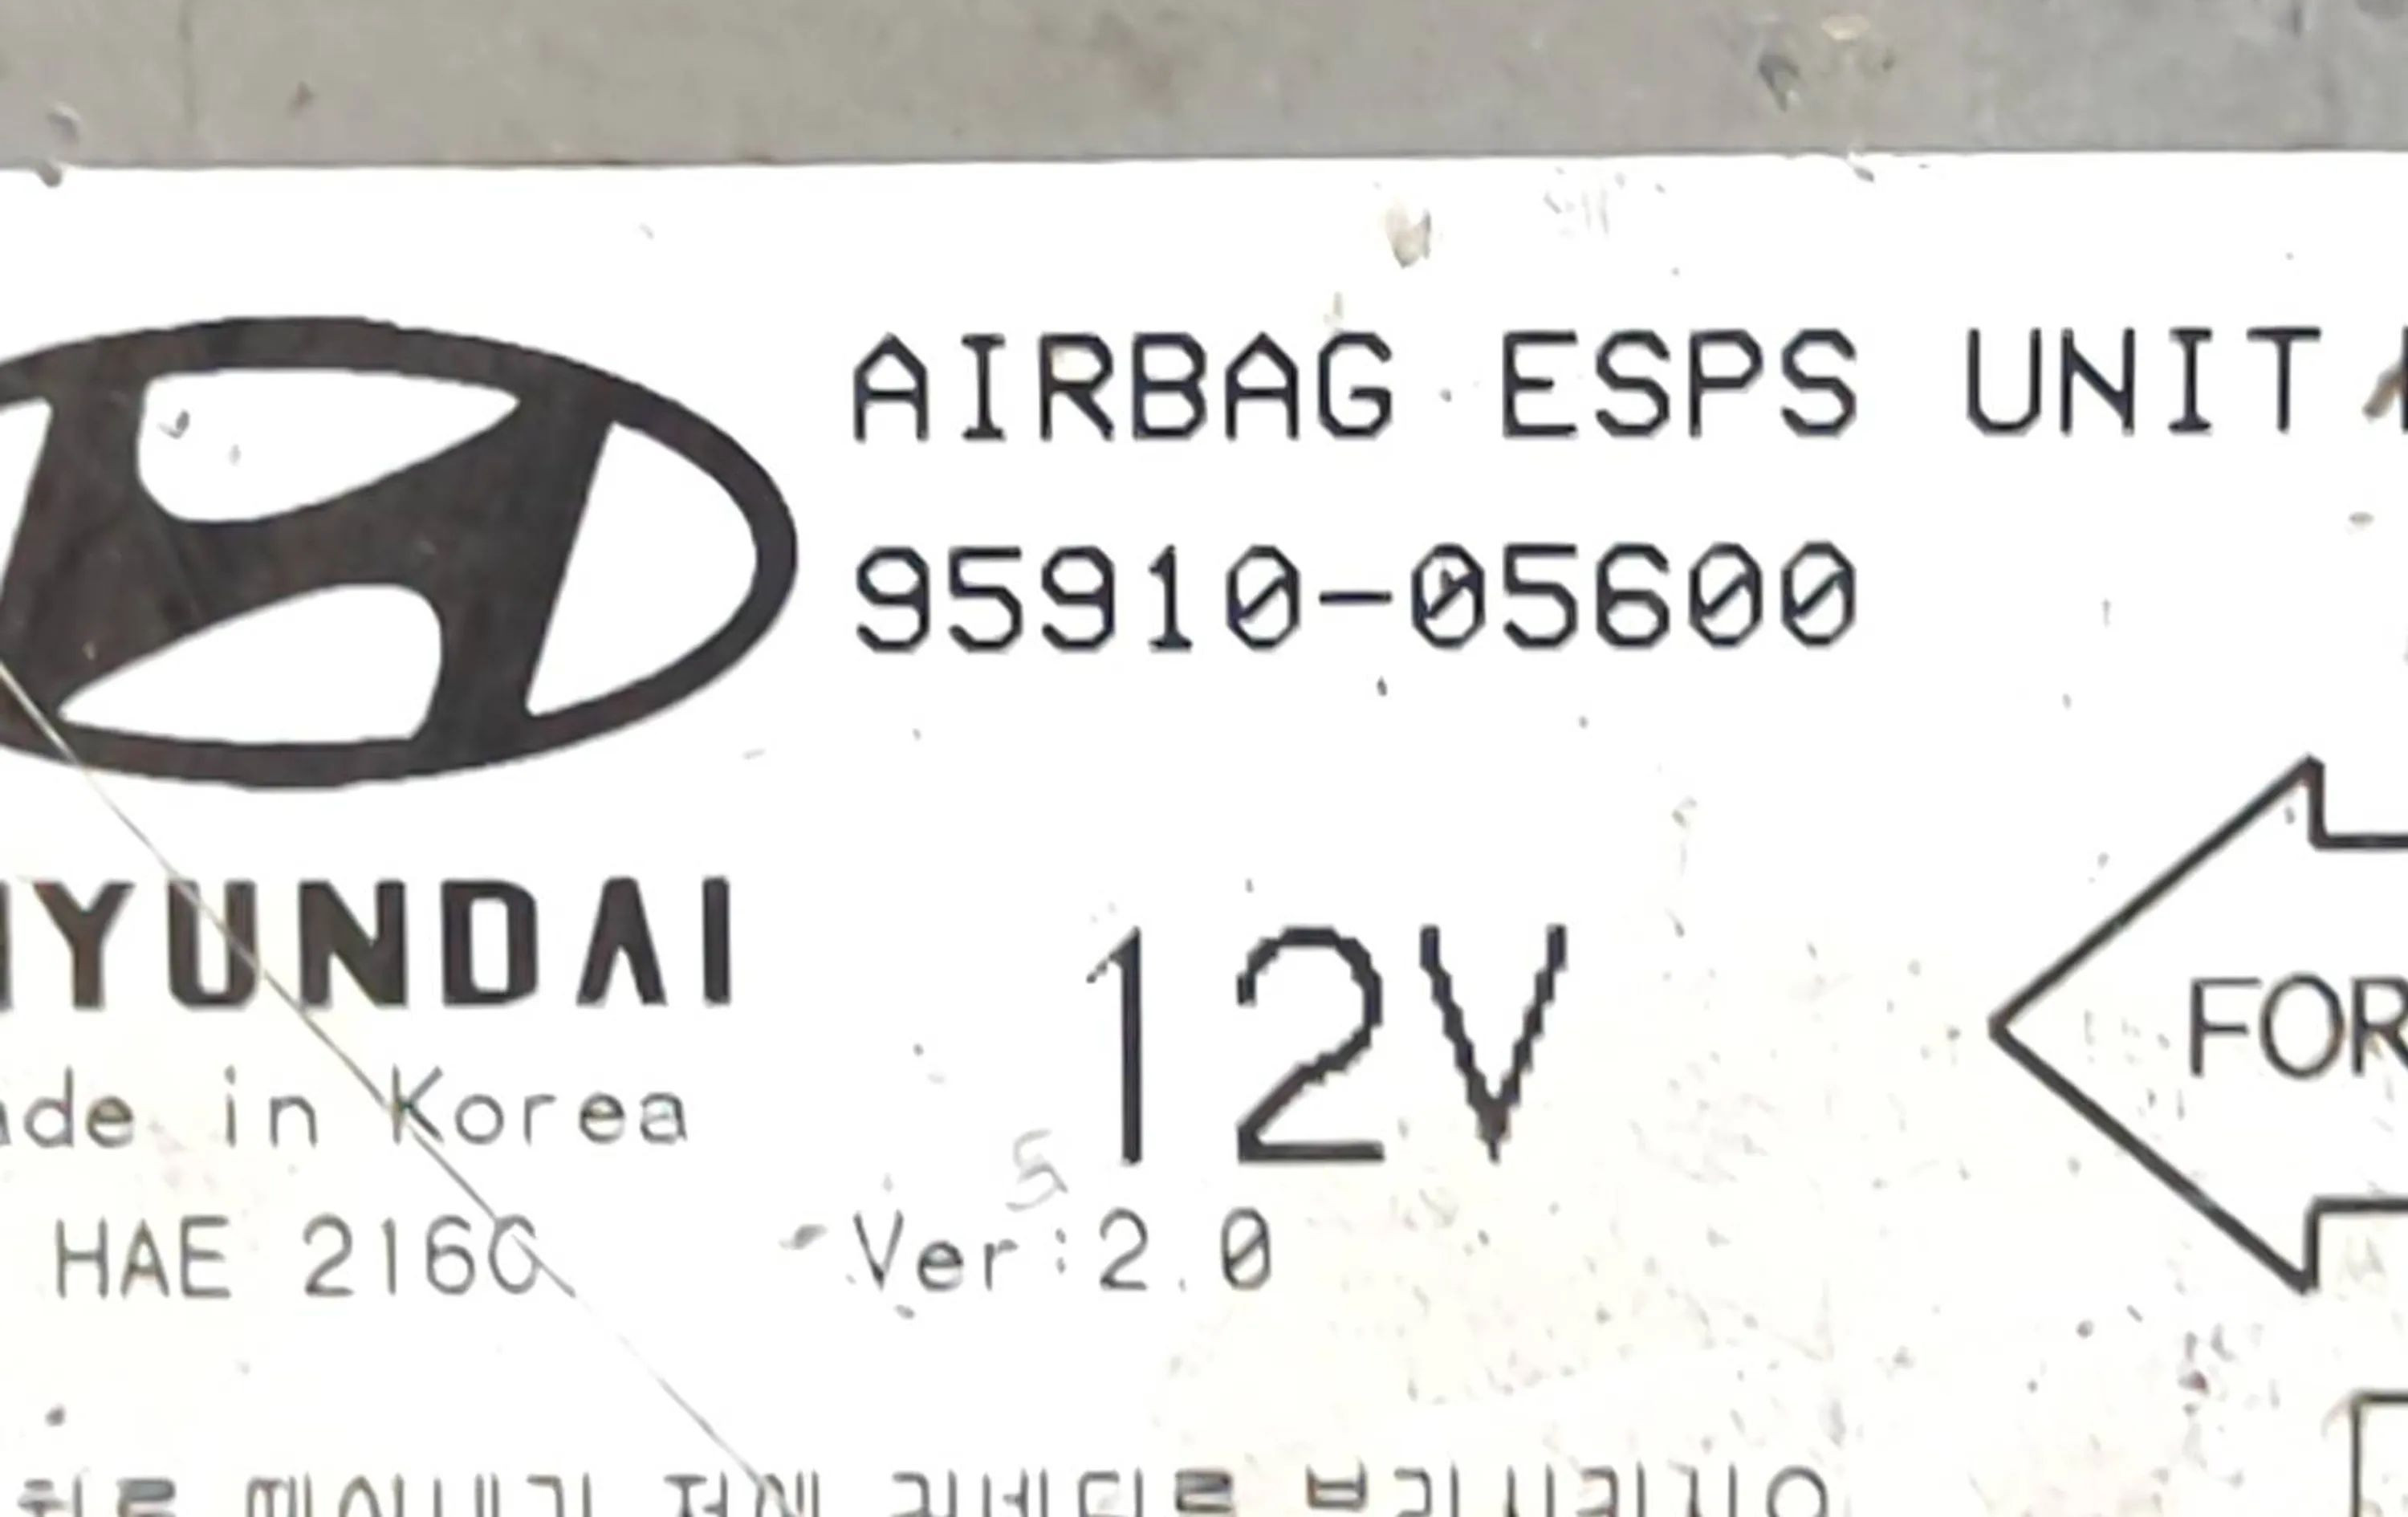 AIRBAG ESPS UNIT
95910-05600
HYUNDAI
12V
FOR
ade in Korea
HAE 2160
Ver:2.0